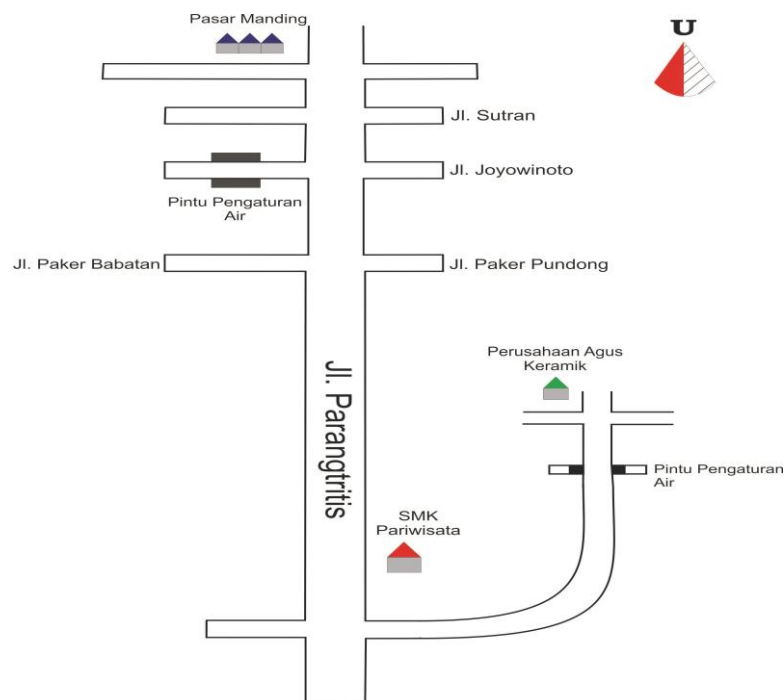 Pasar Manding
U
Jl. Sutran
Jl. Joyowinoto
Pintu Pengaturan
Air
Jl. Paker Babatan
Jl. Paker Pundong
Perusahaan Agus
Keramik
Jl. Parangtritis
Pintu Pengaturan
Air
SMK
Pariwisata